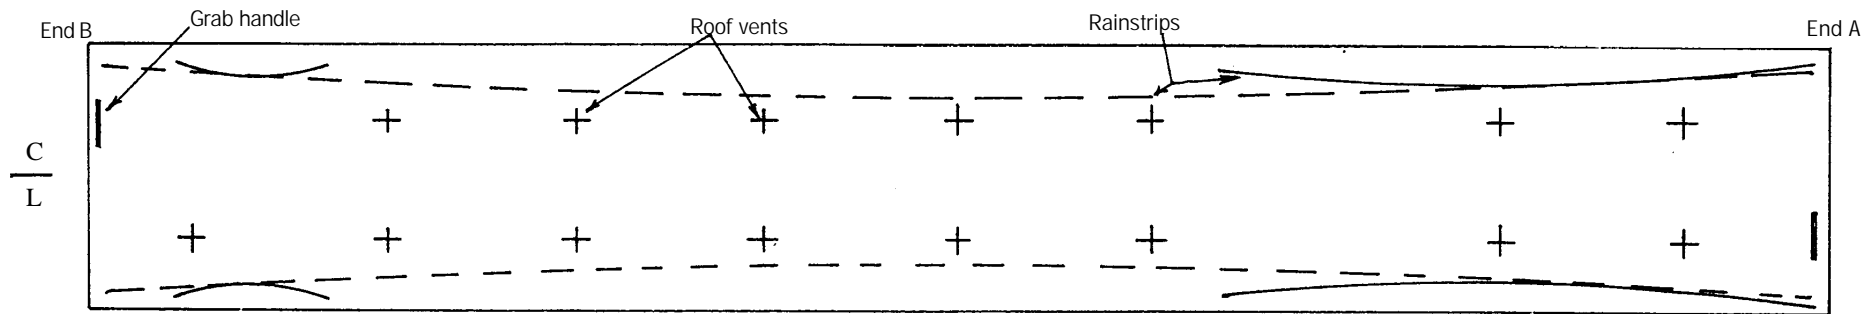 Grab handle
End B
Roof vents
Rainstrips
End A
C
L